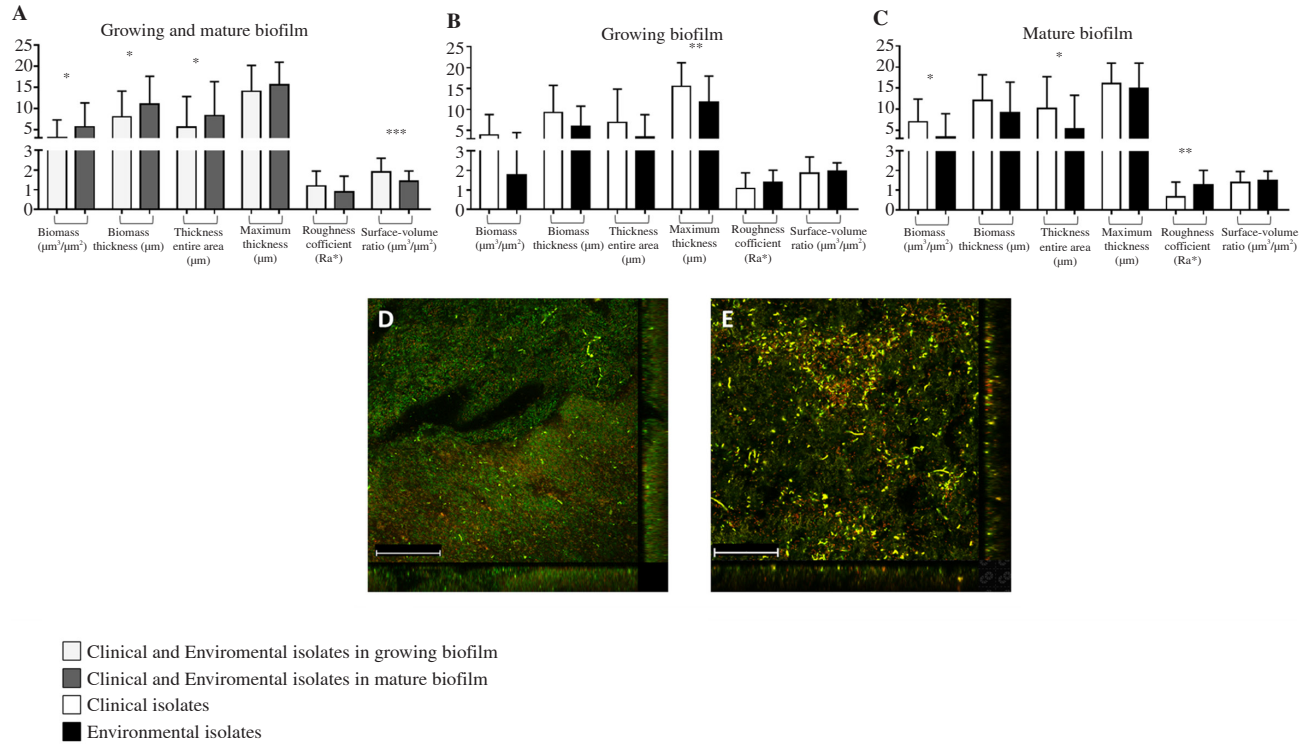 A
Growing and mature biofilm
25
20
15
10
5
3
2
1
0
*
*
*
***
Biomass
(μm³/μm²)
Biomass
thickness (μm)
Thickness
entire area
(μm)
Maximum
thickness
(μm)
Roughness
cofficient
(Ra*)
Surface-volume
ratio (μm³/μm²)
B
Growing biofilm
25
20
15
10
5
3
2
1
0
**
Biomass
(μm³/μm²)
Biomass
thickness (μm)
Thickness
entire area
(μm)
Maximum
thickness
(μm)
Roughness
cofficient
(Ra*)
Surface-volume
ratio (μm³/μm²)
C
Mature biofilm
25
20
15
10
5
3
2
1
0
*
*
**
Biomass
(μm³/μm²)
Biomass
thickness (μm)
Thickness
entire area
(μm)
Maximum
thickness
(μm)
Roughness
cofficient
(Ra*)
Surface-volume
ratio (μm³/μm²)
D
E
Clinical and Enviromental isolates in growing biofilm
Clinical and Enviromental isolates in mature biofilm
Clinical isolates
Environmental isolates